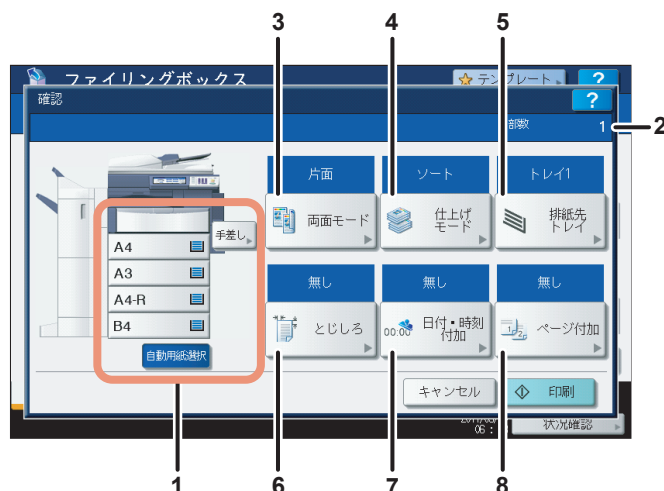 3 4 5
ファイリングボックス
テンプレート
?
確認
?
部数 1
2
片面
ソート
トレイ1
両面モード
仕上げ
モード
排紙先
トレイ
手差し
A4
A3
A4-R
B4
自動用紙選択
無し
無し
無し
とじしろ
00:00
日付・時刻
付加
1 2
ページ付加
キャンセル
印刷
状況確認
1 6 7 8